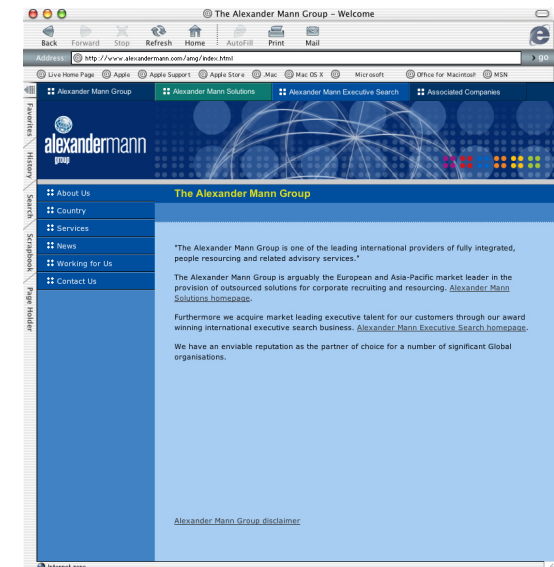 The Alexander Mann Group - Welcome
Back Forward Stop Refresh Home AutoFill Print Mail
Address: http://www.alexandermann.com/amg/index.html go
Live Home Page Apple Apple Support Apple Store .Mac Mac OS X Microsoft Office for Macintosh MSN
Alexander Mann Group Alexander Mann Solutions Alexander Mann Executive Search Associated Companies
Favorites
History
Search
Scrapbook
Page Holder
alexandermann
group
The Alexander Mann Group
About Us
Country
Services
News
Working for Us
Contact Us
"The Alexander Mann Group is one of the leading international providers of fully integrated,
people resourcing and related advisory services."
The Alexander Mann Group is arguably the European and Asia-Pacific market leader in the
provision of outsourced solutions for corporate recruiting and resourcing. Alexander Mann
Solutions homepage.
Furthermore we acquire market leading executive talent for our customers through our award
winning international executive search business. Alexander Mann Executive Search homepage.
We have an enviable reputation as the partner of choice for a number of significant Global
organisations.
Alexander Mann Group disclaimer
Internet zone